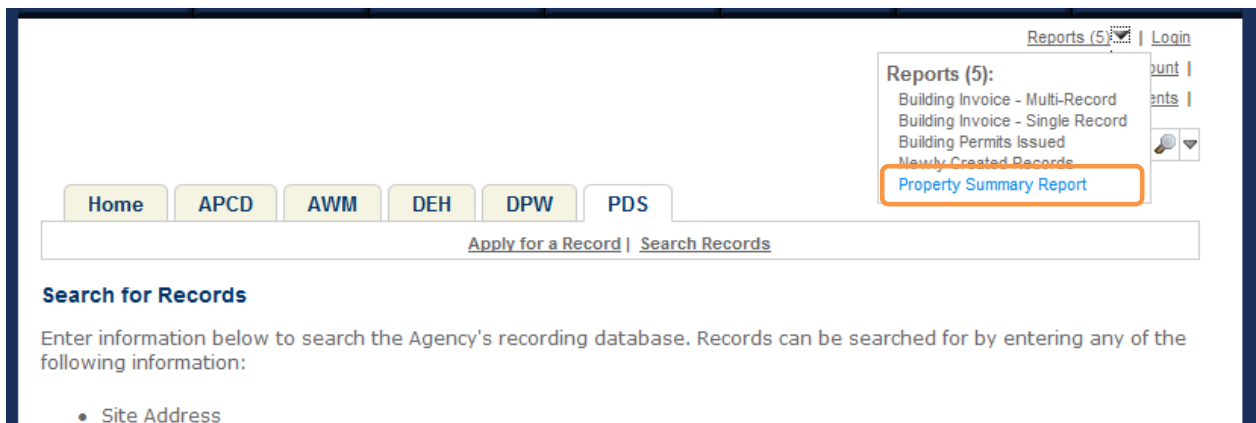 Reports (5) | Login
Reports (5):
Building Invoice - Multi-Record
Building Invoice - Single Record
Building Permits Issued
Newly Created Records
Property Summary Report
|
|
Home APCD AWM DEH DPW PDS
Apply for a Record | Search Records
Search for Records
Enter information below to search the Agency's recording database. Records can be searched for by entering any of the
following information:
• Site Address